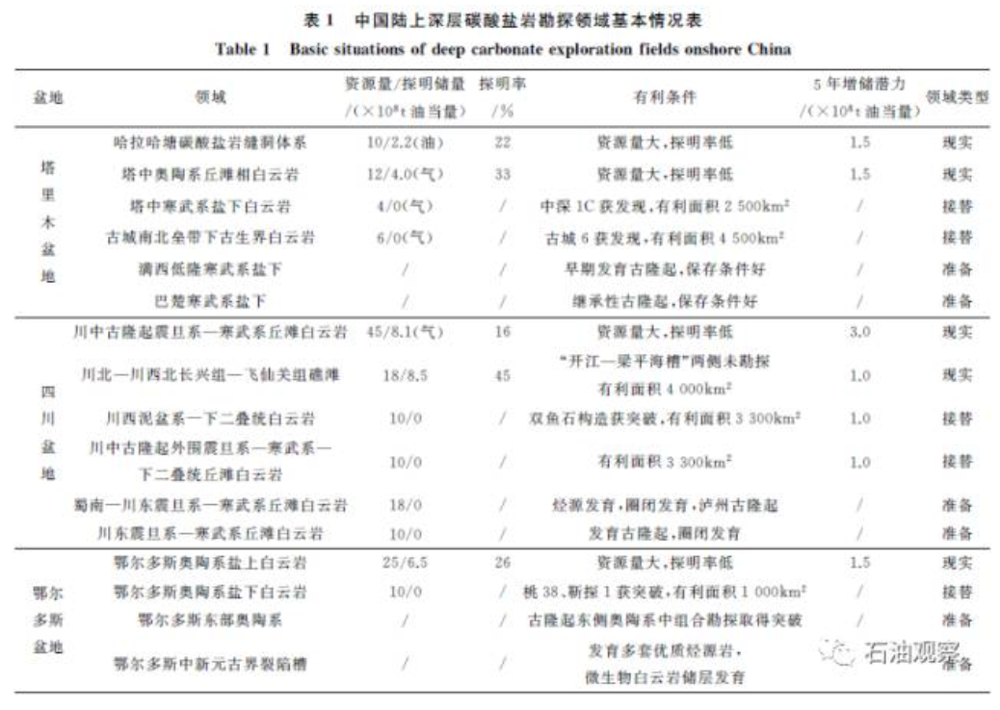 表 1 中国陆上深层碳酸盐岩勘探领域基本情况表
Table 1 Basic situations of deep carbonate exploration fields onshore China
盆地 领域 资源量/探明储量 /(×10⁸t 油当量) 探明率 /% 有利条件 5 年增储潜力 /(×10⁸t 油当量) 领域类型
塔里木盆地
哈拉哈塘碳酸盐岩缝洞体系 10/2.2(油) 22 资源量大,探明率低 1.5 现实
塔中奥陶系丘滩相白云岩 12/4.0(气) 33 资源量大,探明率低 1.5 现实
塔中寒武系盐下白云岩 4/0(气) / 中深 1C 获发现,有利面积 2 500km² / 接替
古城南北垒带下古生界白云岩 6/0(气) / 古城 6 获发现,有利面积 4 500km² / 接替
满西低隆寒武系盐下 / / 早期发育古隆起,保存条件好 / 准备
巴楚寒武系盐下 / / 继承性古隆起,保存条件好 / 准备
四川盆地
川中古隆起震旦系—寒武系丘滩白云岩 45/8.1(气) 16 资源量大,探明率低 3.0 现实
川北—川西北长兴组—飞仙关组礁滩 18/8.5 45 “开江—梁平海槽”两侧未勘探 1.0 现实
有利面积 4 000km²
川西泥盆系—下二叠统白云岩 10/0 / 双鱼石构造获突破,有利面积 3 300km² 1.0 接替
川中古隆起外围震旦系—寒武系—
下二叠统丘滩白云岩 10/0 / 有利面积 3 300km² 1.0 接替
蜀南—川东震旦系—寒武系丘滩白云岩 18/0 / 烃源发育,圈闭发育,泸州古隆起 / 准备
川东震旦系—寒武系丘滩白云岩 10/0 / 发育古隆起,圈闭发育 / 准备
鄂尔多斯盆地
鄂尔多斯奥陶系盐上白云岩 25/6.5 26 资源量大,探明率低 1.5 现实
鄂尔多斯奥陶系盐下白云岩 10/0 / 桃 38、靳探 1 获突破,有利面积 1 000km² / 接替
鄂尔多斯东部奥陶系 / / 古隆起东侧奥陶系中组合勘探取得突破 / 准备
鄂尔多斯中新元古界裂陷槽 / / 发育多套优质烃源岩, / 准备
微生物白云岩储层发育
石油观察